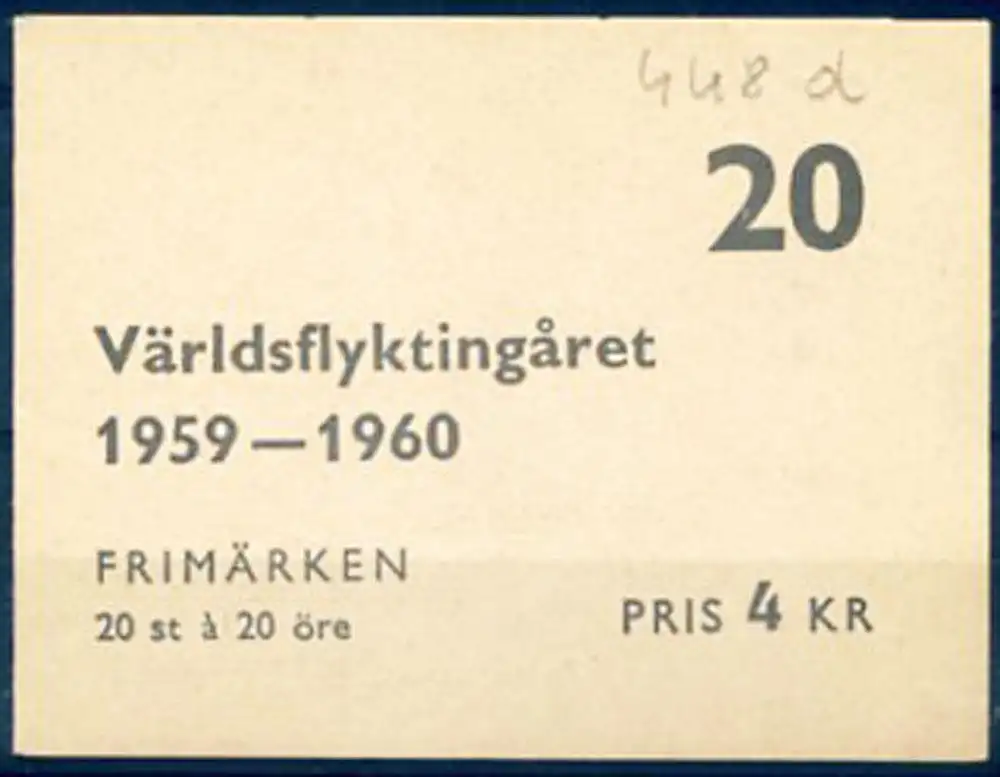 448 d
20
Världsflyktingåret
1959—1960
FRIMÄRKEN
20 st à 20 öre
PRIS 4 KR